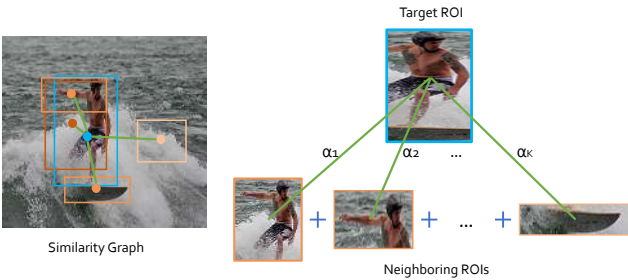 Target ROI
α1
α2
...
αK
+
+
...
+
Similarity Graph
Neighboring ROIs